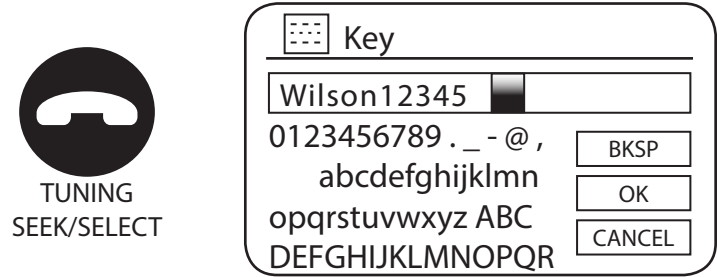 TUNING
SEEK/SELECT
Key
Wilson12345
0123456789 . _ - @ ,
abcdefghijklmn
opqrstuvwxyz ABC
DEFGHIJKLMNOPQR
BKSP
OK
CANCEL